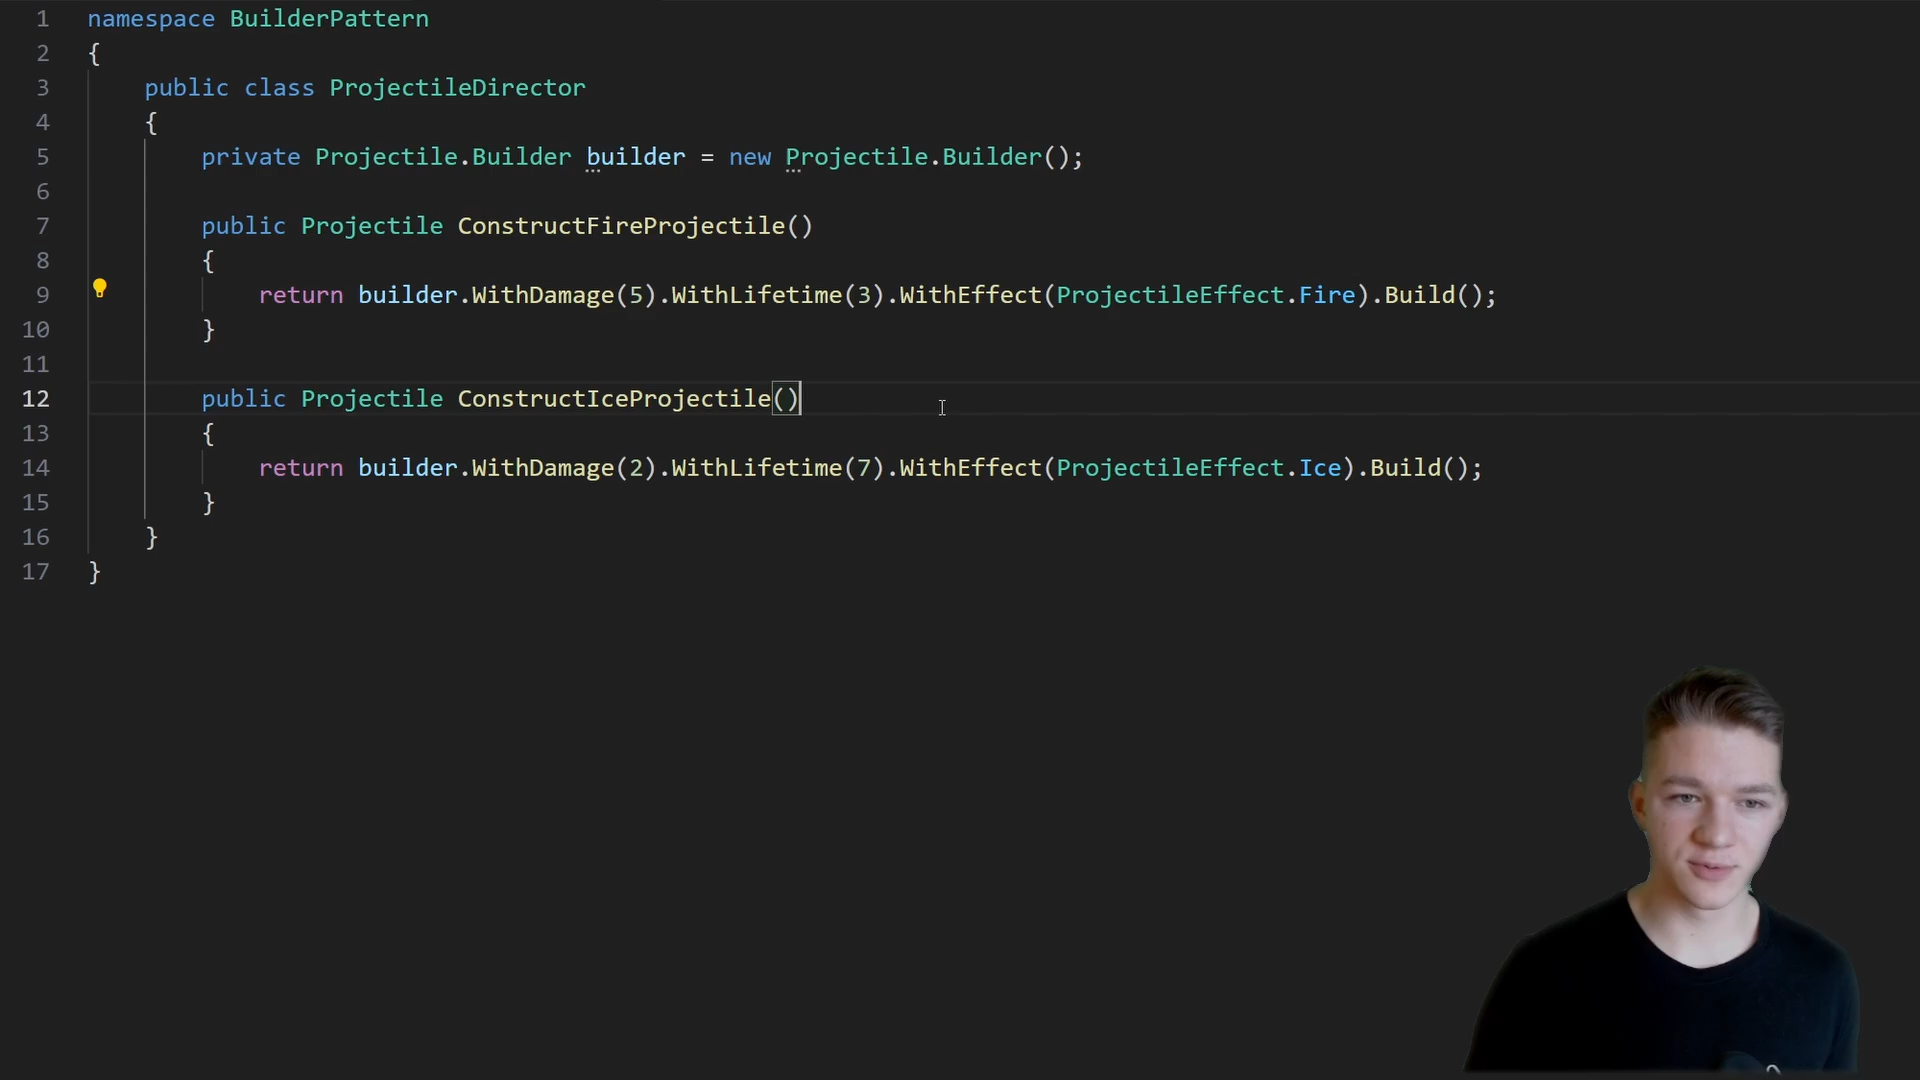 1 namespace BuilderPattern
2 {
3 public class ProjectileDirector
4 {
5 private Projectile.Builder builder = new Projectile.Builder();
6
7 public Projectile ConstructFireProjectile()
8 {
9 return builder.WithDamage(5).WithLifetime(3).WithEffect(ProjectileEffect.Fire).Build();
10 }
11
12 public Projectile ConstructIceProjectile()
13 {
14 return builder.WithDamage(2).WithLifetime(7).WithEffect(ProjectileEffect.Ice).Build();
15 }
16 }
17 }